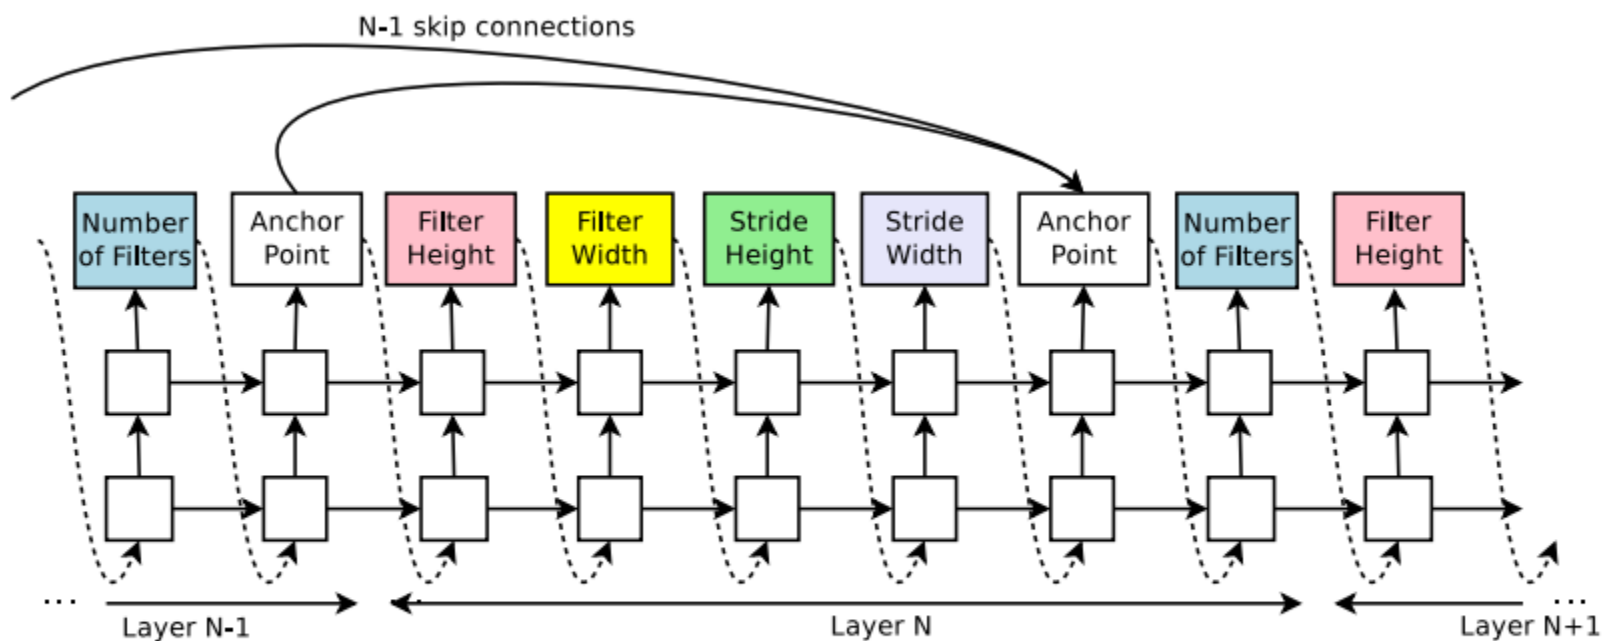 N-1 skip connections
Number
of Filters
Anchor
Point
Filter
Height
Filter
Width
Stride
Height
Stride
Width
Anchor
Point
Number
of Filters
Filter
Height
...
...
Layer N-1
Layer N
Layer N+1